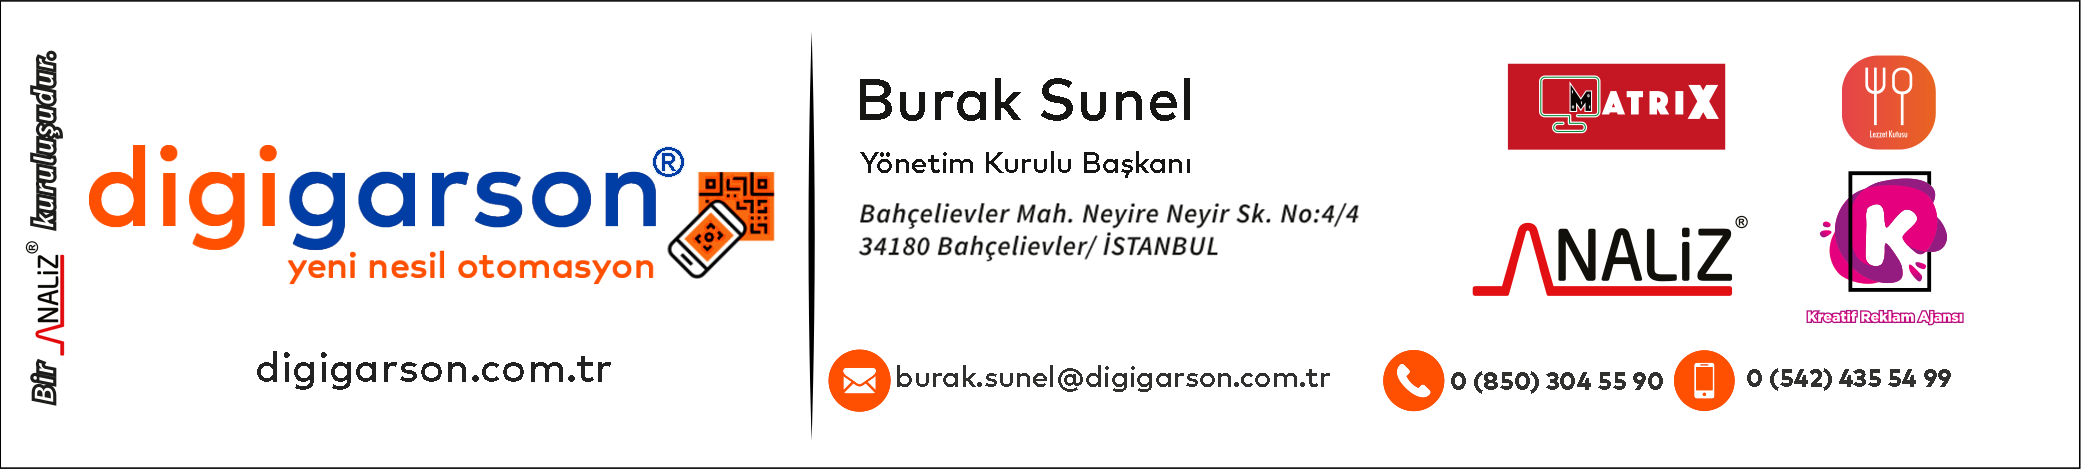 Bir ANALİZ® kuruluşudur.
digigarson®
yeni nesil otomasyon
digigarson.com.tr
Burak Sunel
Yönetim Kurulu Başkanı
Bahçelievler Mah. Neyire Neyir Sk. No:4/4
34180 Bahçelievler/ İSTANBUL
burak.sunel@digigarson.com.tr
0 (850) 304 55 90
0 (542) 435 54 99
MATRIX
Lezzet Kutusu
ANALİZ®
K
Kreatif Reklam Ajansı